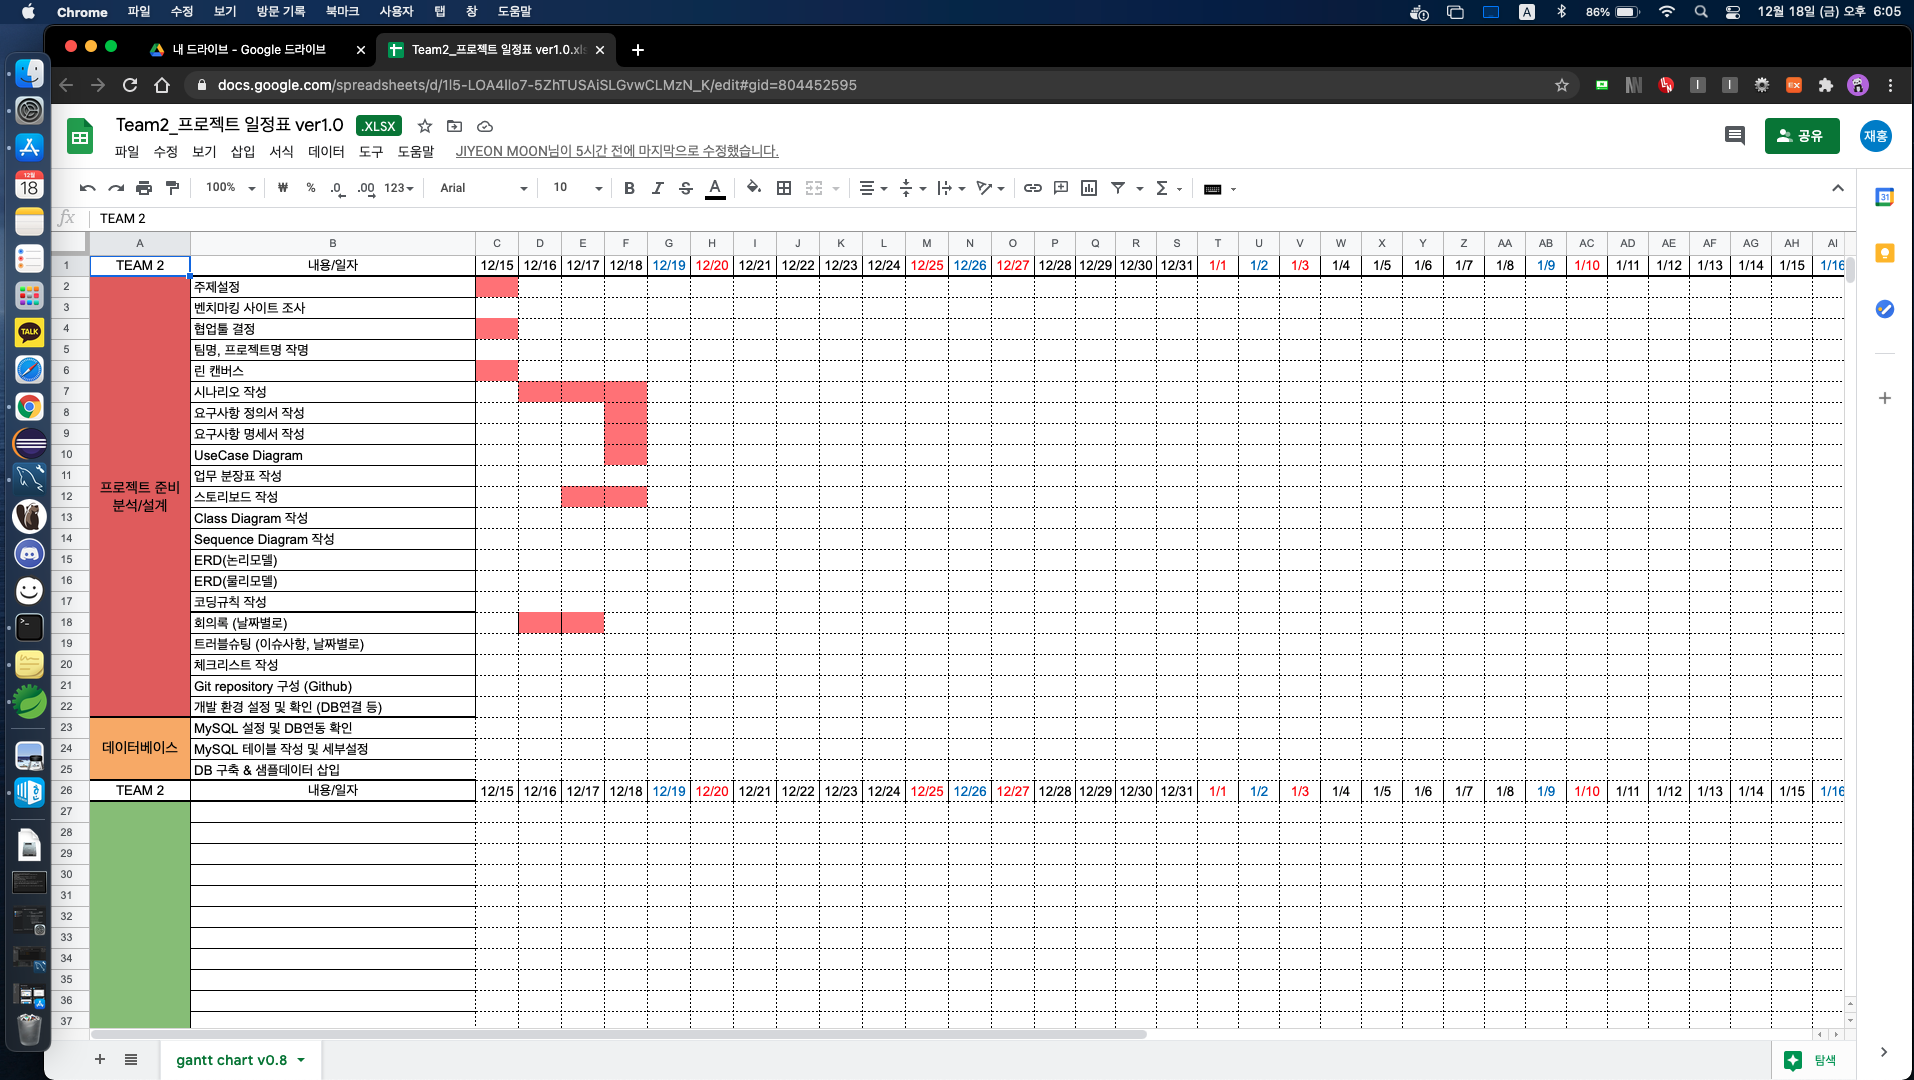 Chrome 파일 수정 보기 방문 기록 북마크 사용자 탭 창 도움말 A 86% 12월 18일 (금) 오후 6:05
내 드라이브 - Google 드라이브 Team2_프로젝트 일정표 ver1.0.xls
docs.google.com/spreadsheets/d/1I5-LOA4Ilo7-5ZhTUSAiSLGvwCLMzN_K/edit#gid=804452595
Team2_프로젝트 일정표 ver1.0 .XLSX
공유 재홍
파일 수정 보기 삽입 서식 데이터 도구 도움말 JIYEON MOON님이 5시간 전에 마지막으로 수정했습니다.
100% ₩ % .0 .00 123 Arial 10 B I S A
fx TEAM 2
A B C D E F G H I J K L M N O P Q R S T U V W X Y Z AA AB AC AD AE AF AG AH AI
1 TEAM 2 내용/일자 12/15 12/16 12/17 12/18 12/19 12/20 12/21 12/22 12/23 12/24 12/25 12/26 12/27 12/28 12/29 12/30 12/31 1/1 1/2 1/3 1/4 1/5 1/6 1/7 1/8 1/9 1/10 1/11 1/12 1/13 1/14 1/15 1/16
2 주제설정
3 벤치마킹 사이트 조사
4 협업툴 결정
5 팀명, 프로젝트명 작명
6 린 캔버스
7 시나리오 작성
8 요구사항 정의서 작성
9 요구사항 명세서 작성
10 UseCase Diagram
11 업무 분장표 작성
프로젝트 준비
분석/설계
12 스토리보드 작성
13 Class Diagram 작성
14 Sequence Diagram 작성
15 ERD(논리모델)
16 ERD(물리모델)
17 코딩규칙 작성
18 회의록 (날짜별로)
19 트러블슈팅 (이슈사항, 날짜별로)
20 체크리스트 작성
21 Git repository 구성 (Github)
22 개발 환경 설정 및 확인 (DB연결 등)
23 MySQL 설정 및 DB연동 확인
24 데이터베이스 MySQL 테이블 작성 및 세부설정
25 DB 구축 & 샘플데이터 삽입
26 TEAM 2 내용/일자 12/15 12/16 12/17 12/18 12/19 12/20 12/21 12/22 12/23 12/24 12/25 12/26 12/27 12/28 12/29 12/30 12/31 1/1 1/2 1/3 1/4 1/5 1/6 1/7 1/8 1/9 1/10 1/11 1/12 1/13 1/14 1/15 1/16
27
28
29
30
31
32
33
34
35
36
37
gantt chart v0.8 탐색
12월
18
TALK
31
EX